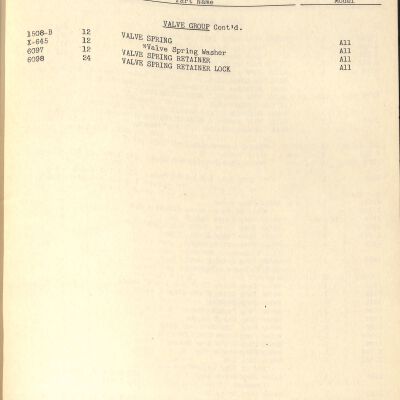 Part Name Model
VALVE GROUP Cont'd.
1508-B 12 VALVE SPRING All
X-645 12 *Valve Spring Washer All
6097 12 VALVE SPRING RETAINER All
6098 24 VALVE SPRING RETAINER LOCK All